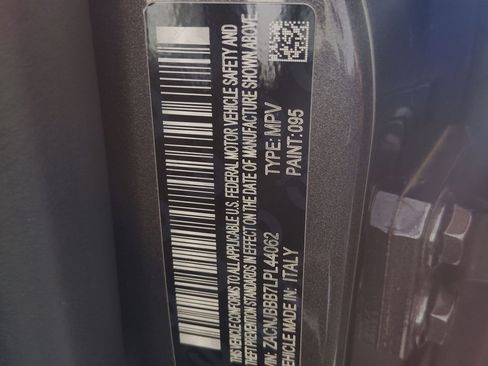 THIS VEHICLE CONFORMS TO ALL APPLICABLE U.S. FEDERAL MOTOR VEHICLE SAFETY AND
THEFT PREVENTION STANDARDS IN EFFECT ON THE DATE OF MANUFACTURE SHOWN ABOVE.
VIN: ZACNJBBB7LPL44062 TYPE: MPV
VEHICLE MADE IN: ITALY PAINT: 095